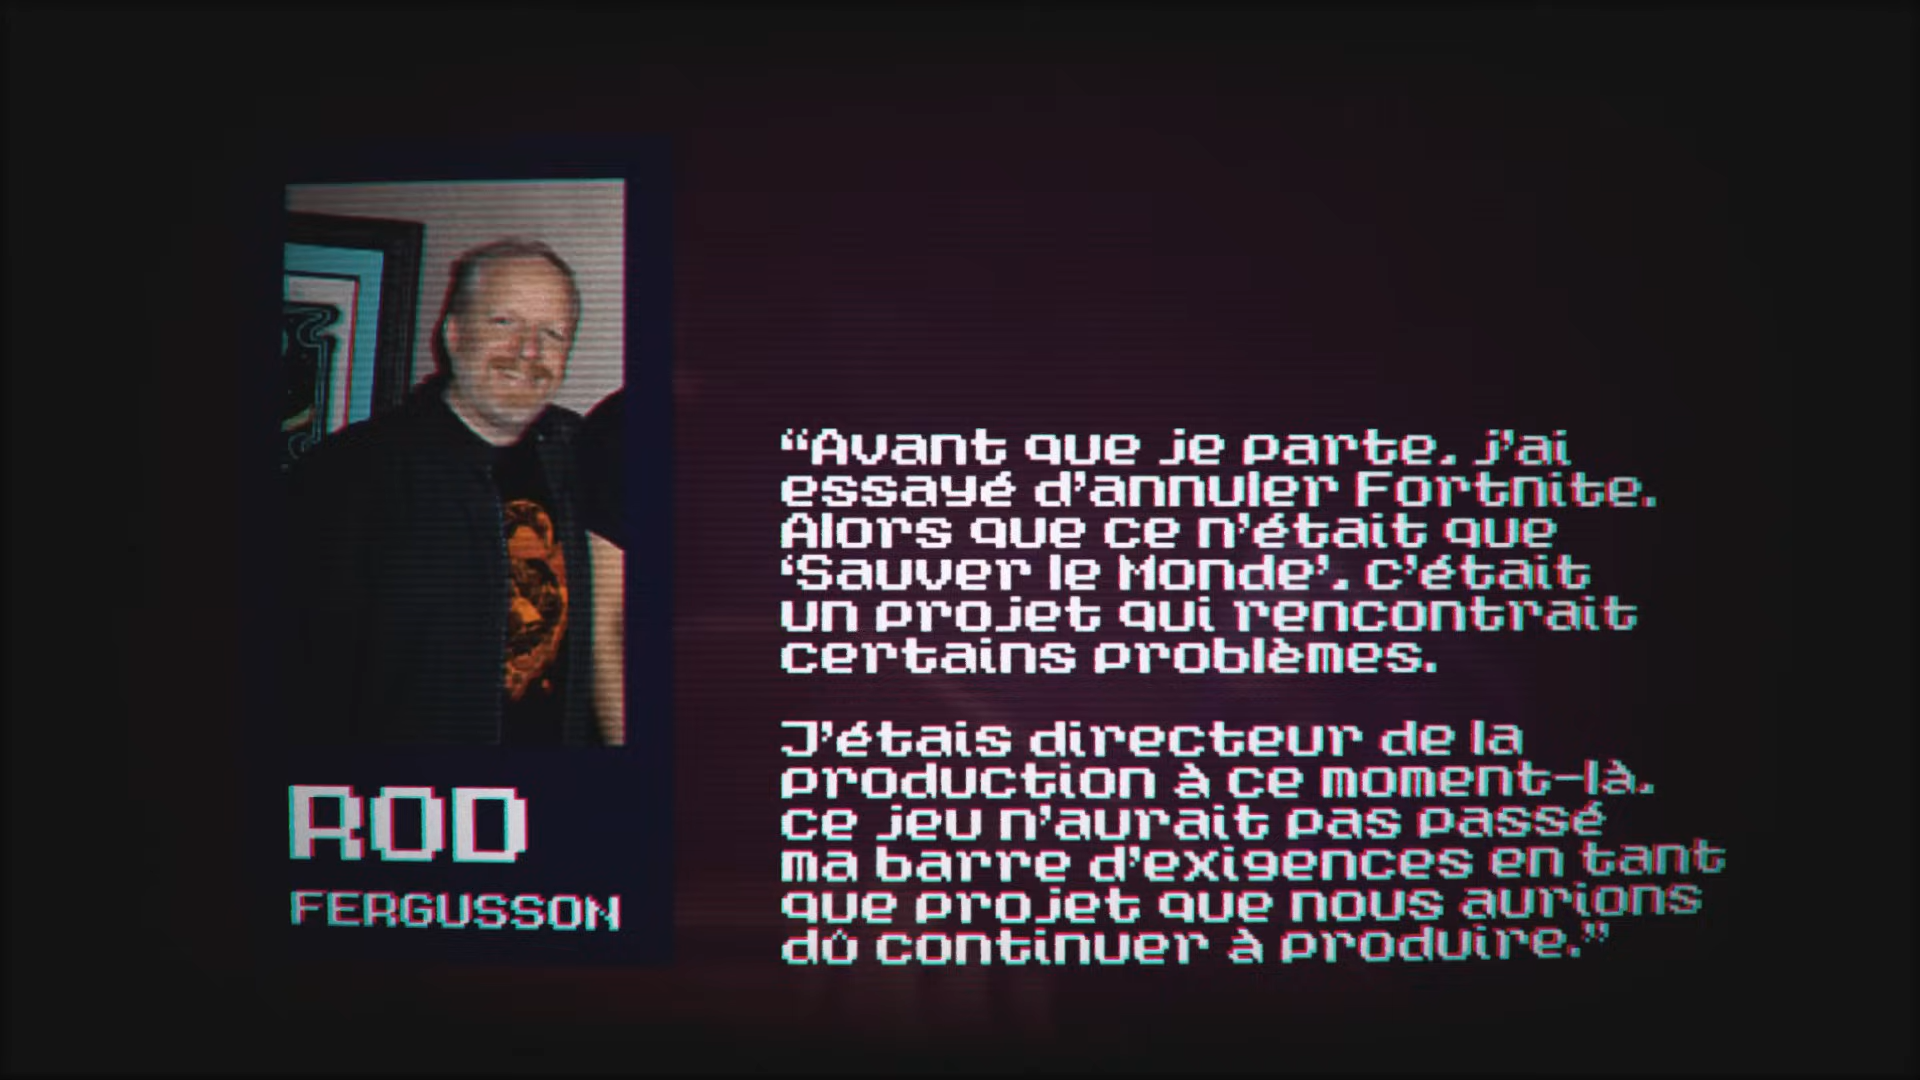 ROD
FERGUSSON
“Avant que je parte, j’ai
essayé d’annuler Fortnite.
Alors que ce n’était que
‘Sauver le Monde’, c’était
un projet qui rencontrait
certains problèmes.
J’étais directeur de la
production à ce moment-là,
ce jeu n’aurait pas passé
ma barre d’exigences en tant
que projet que nous aurions
dû continuer à produire.”